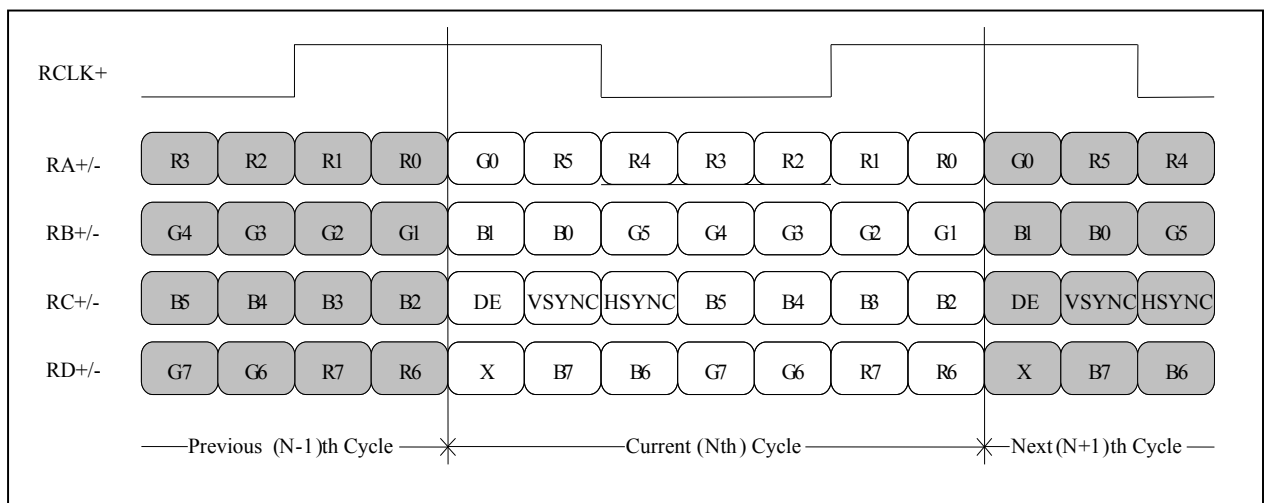 RCLK+
RA+/- R3 R2 R1 R0 G0 R5 R4 R3 R2 R1 R0 G0 R5 R4
RB+/- G4 G3 G2 G1 B1 B0 G5 G4 G3 G2 G1 B1 B0 G5
RC+/- B5 B4 B3 B2 DE VSYNC HSYNC B5 B4 B3 B2 DE VSYNC HSYNC
RD+/- G7 G6 R7 R6 X B7 B6 G7 G6 R7 R6 X B7 B6
Previous (N-1)th Cycle Current (Nth) Cycle Next (N+1)th Cycle